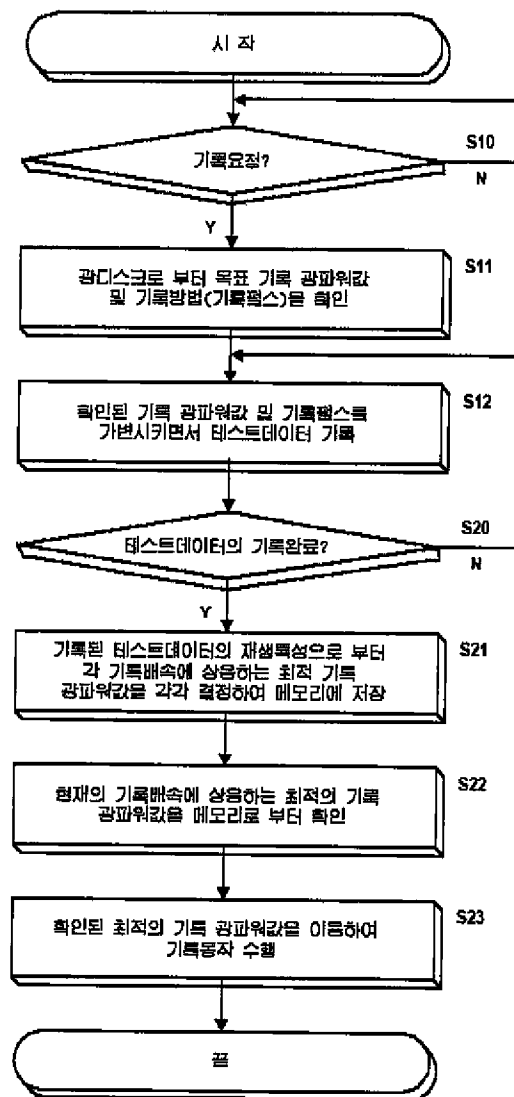 시 작
기록요청?
S10
N
Y
광디스크로 부터 목표 기록 광파워값
및 기록방법(기록펄스)을 확인
S11
확인된 기록 광파워값 및 기록펄스를
가변시키면서 테스트데이터 기록
S12
테스트데이터의 기록완료?
S20
N
Y
기록된 테스트데이터의 재생특성으로 부터
각 기록배속에 상응하는 최적 기록
광파워값을 각각 결정하여 메모리에 저장
S21
현재의 기록배속에 상응하는 최적의 기록
광파워값을 메모리로 부터 확인
S22
확인된 최적의 기록 광파워값을 이용하여
기록동작 수행
S23
끝